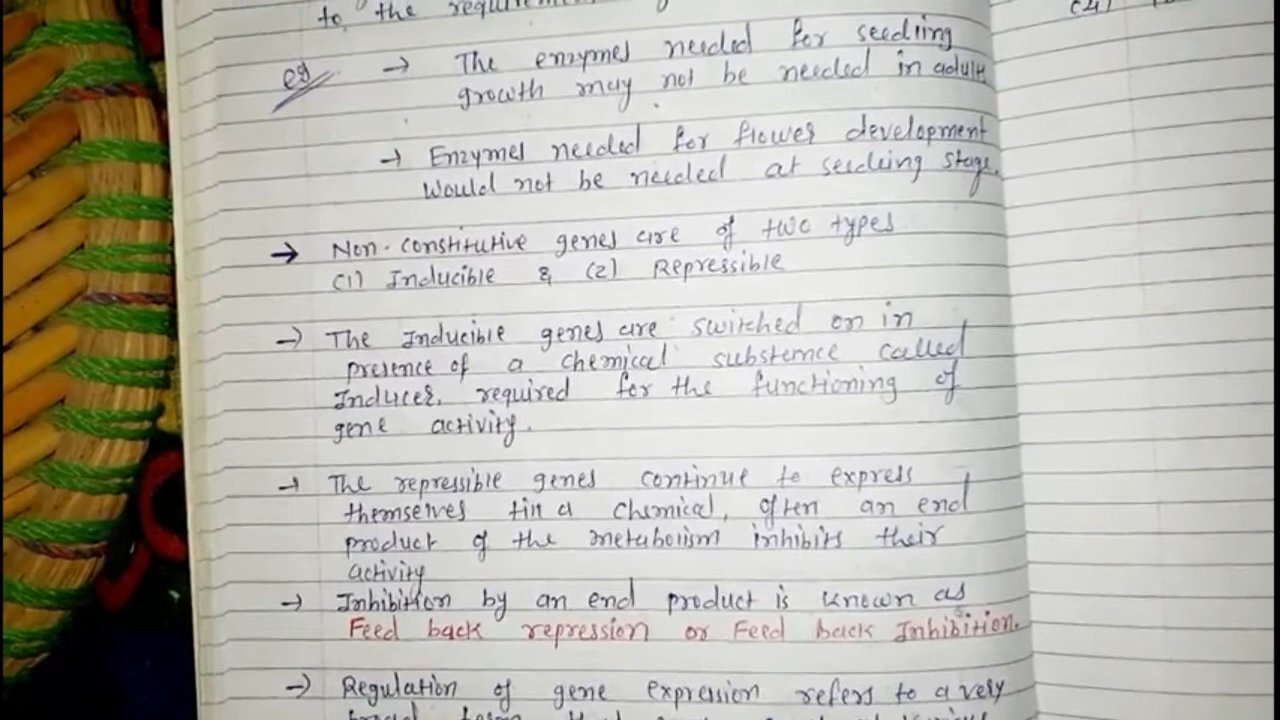 to the
eg → The enzymes needed for seedling
growth may not be needed in adult
→ Enzymes needed for flower development
would not be needed at seedling stage.
→ Non-constitutive genes are of two types
(1) Inducible & (2) Repressible
→ The Inducible genes are switched on in
presence of a chemical substance called
Inducer, required for the functioning of
gene activity.
→ The repressible genes continue to express
themselves till a chemical, often an end
product of the metabolism inhibits their
activity
→ Inhibition by an end product is known as
Feed back repression or Feed back Inhibition.
→ Regulation of gene expression refers to a very
(4)